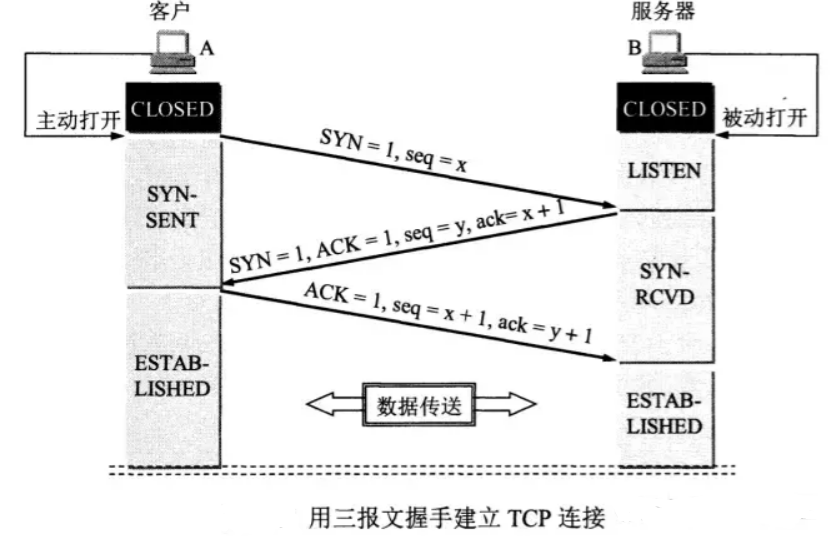 客户
服务器
A
B
CLOSED
CLOSED
主动打开
被动打开
SYN = 1, seq = x
LISTEN
SYN-
SENT
SYN = 1, ACK = 1, seq = y, ack= x + 1
SYN-
RCVD
ACK = 1, seq = x + 1, ack = y + 1
ESTAB-
LISHED
数据传送
ESTAB-
LISHED
用三报文握手建立 TCP 连接